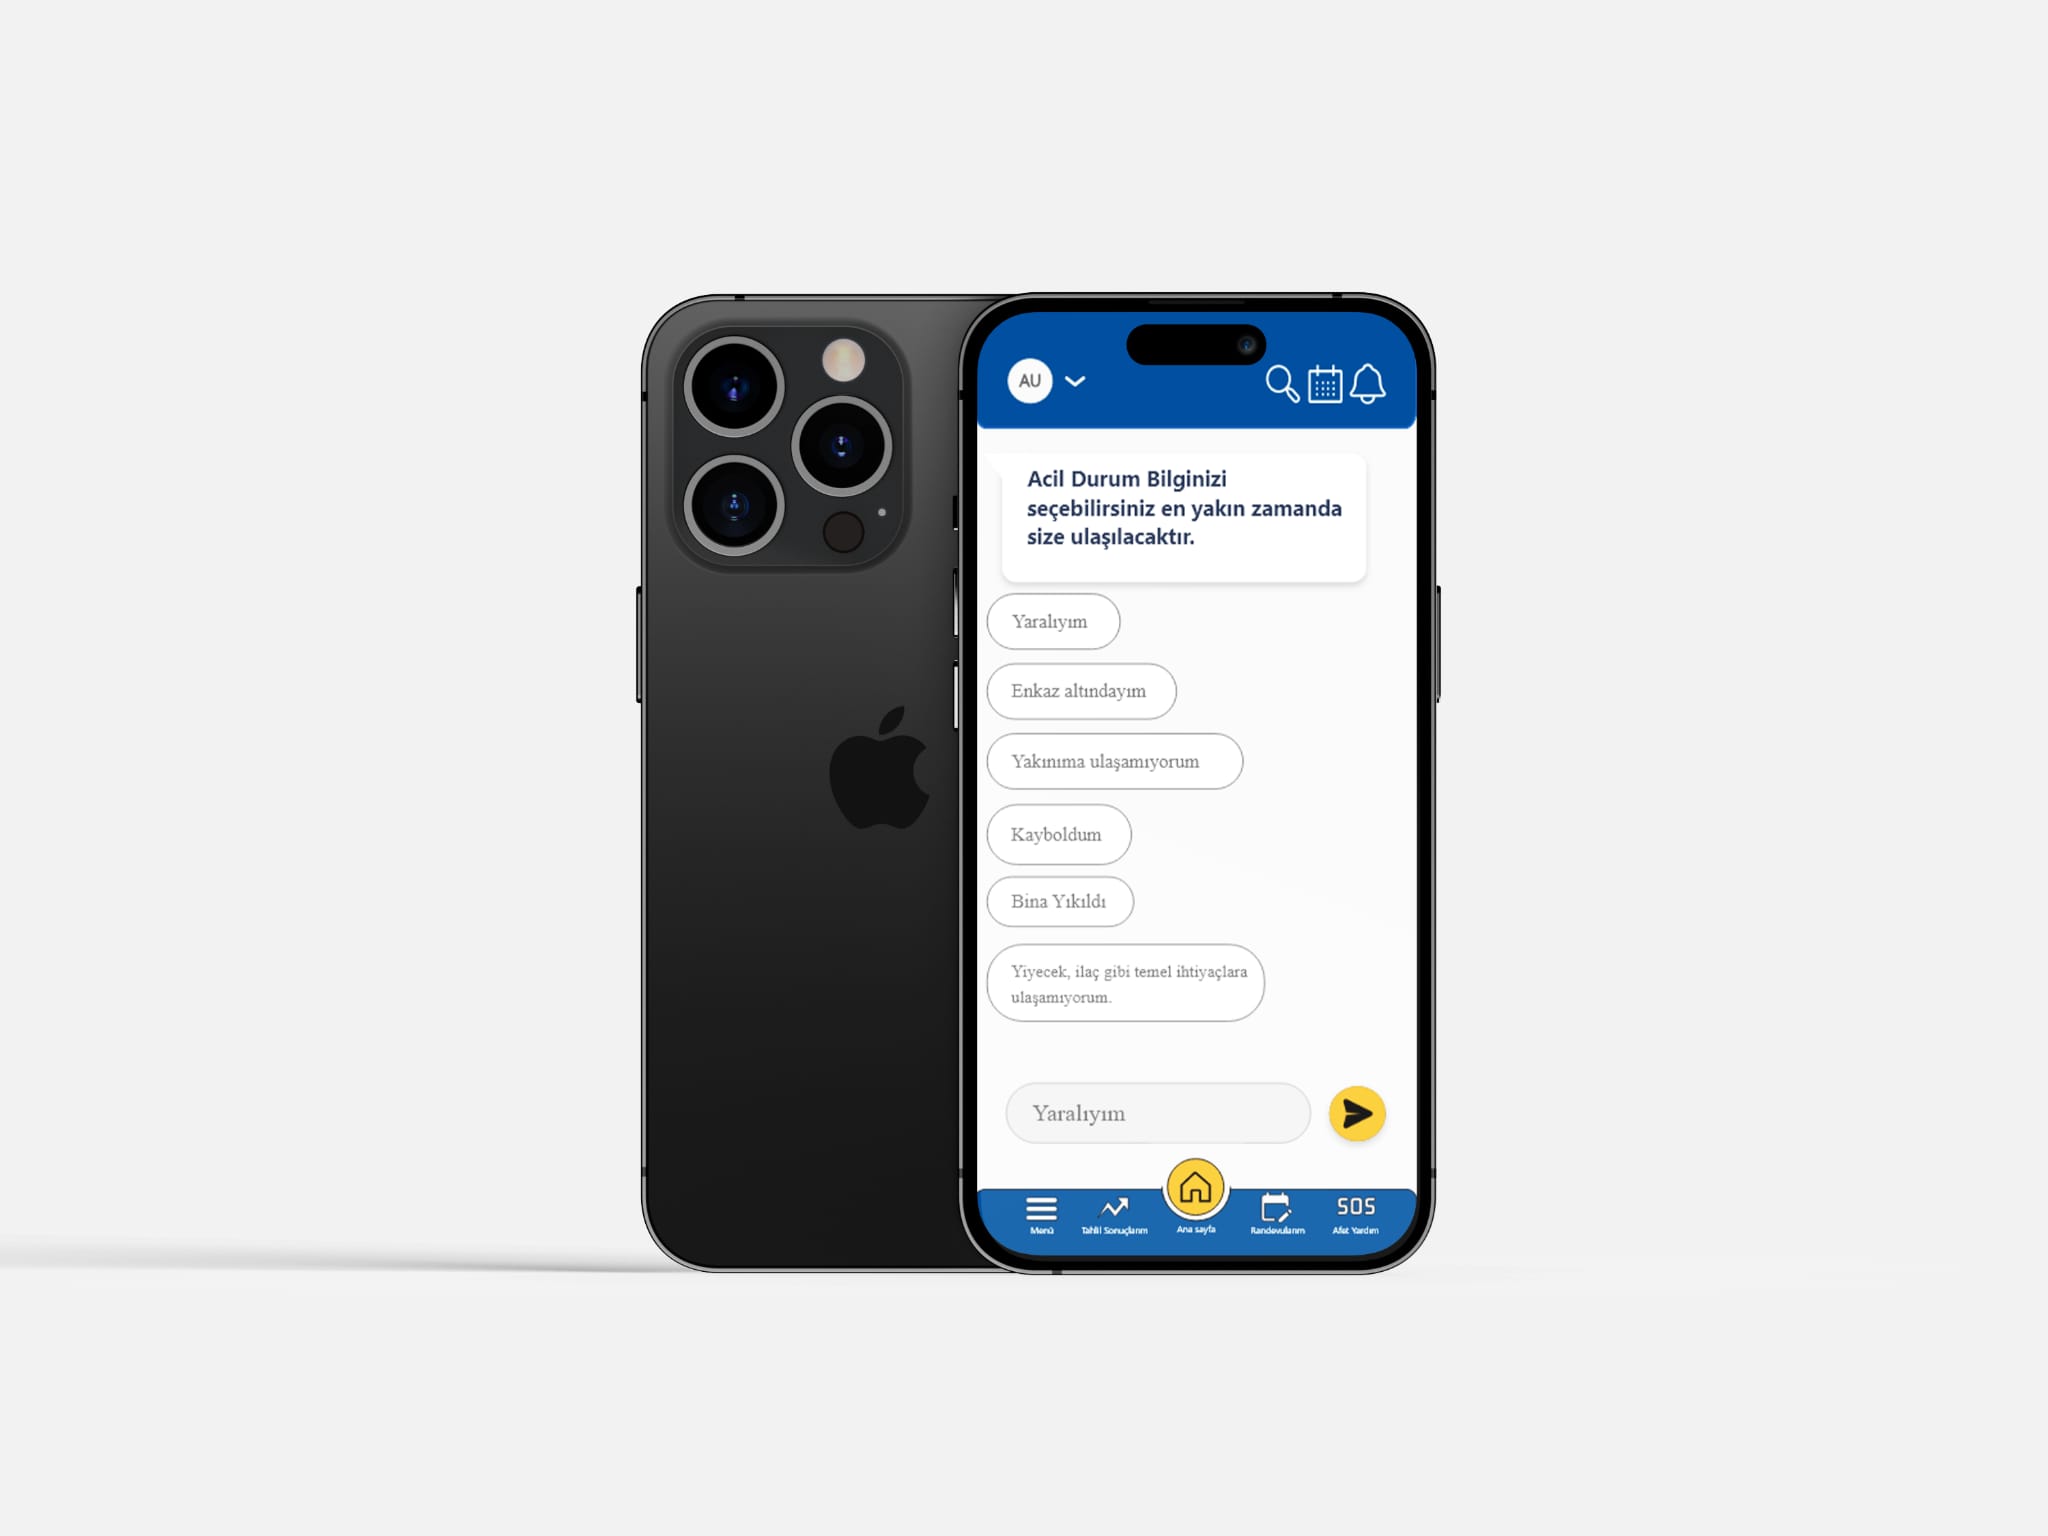 AU
Acil Durum Bilginizi
seçebilirsiniz en yakın zamanda
size ulaşılacaktır.
Yaralıyım
Enkaz altındayım
Yakınıma ulaşamıyorum
Kayboldum
Bina Yıkıldı
Yiyecek, ilaç gibi temel ihtiyaçlara
ulaşamıyorum.
Yaralıyım
SOS
Menü Tahlil Sonuçlarım Ana sayfa Randevularım Afet Yardım